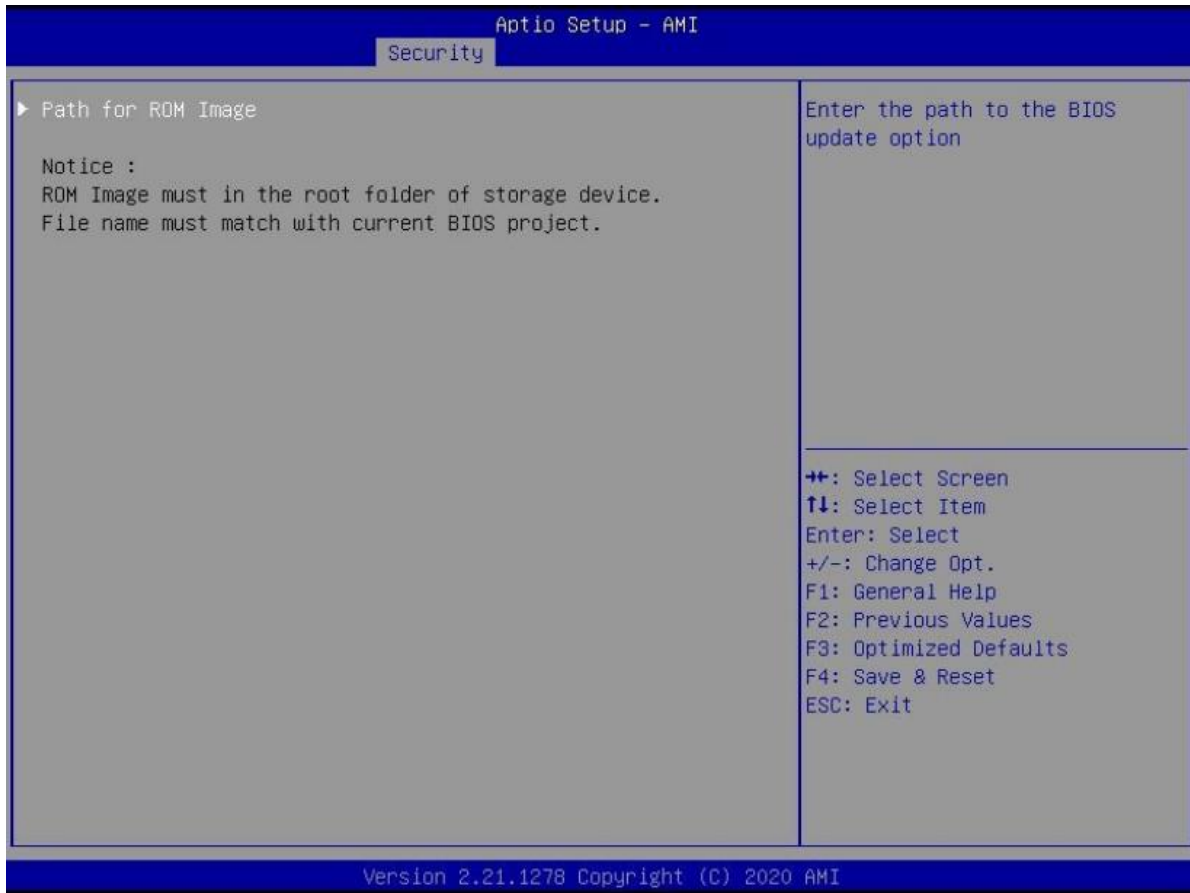 Aptio Setup - AMI
Security
▶ Path for ROM Image
Notice :
ROM Image must in the root folder of storage device.
File name must match with current BIOS project.
Enter the path to the BIOS
update option
→←: Select Screen
↑↓: Select Item
Enter: Select
+/-: Change Opt.
F1: General Help
F2: Previous Values
F3: Optimized Defaults
F4: Save & Reset
ESC: Exit
Version 2.21.1278 Copyright (C) 2020 AMI